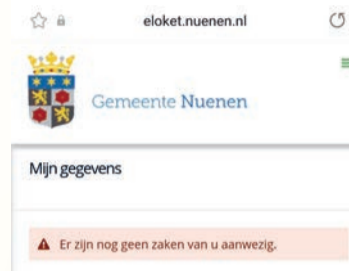 eloket.nuenen.nl
Gemeente Nuenen
Mijn gegevens
Er zijn nog geen zaken van u aanwezig.